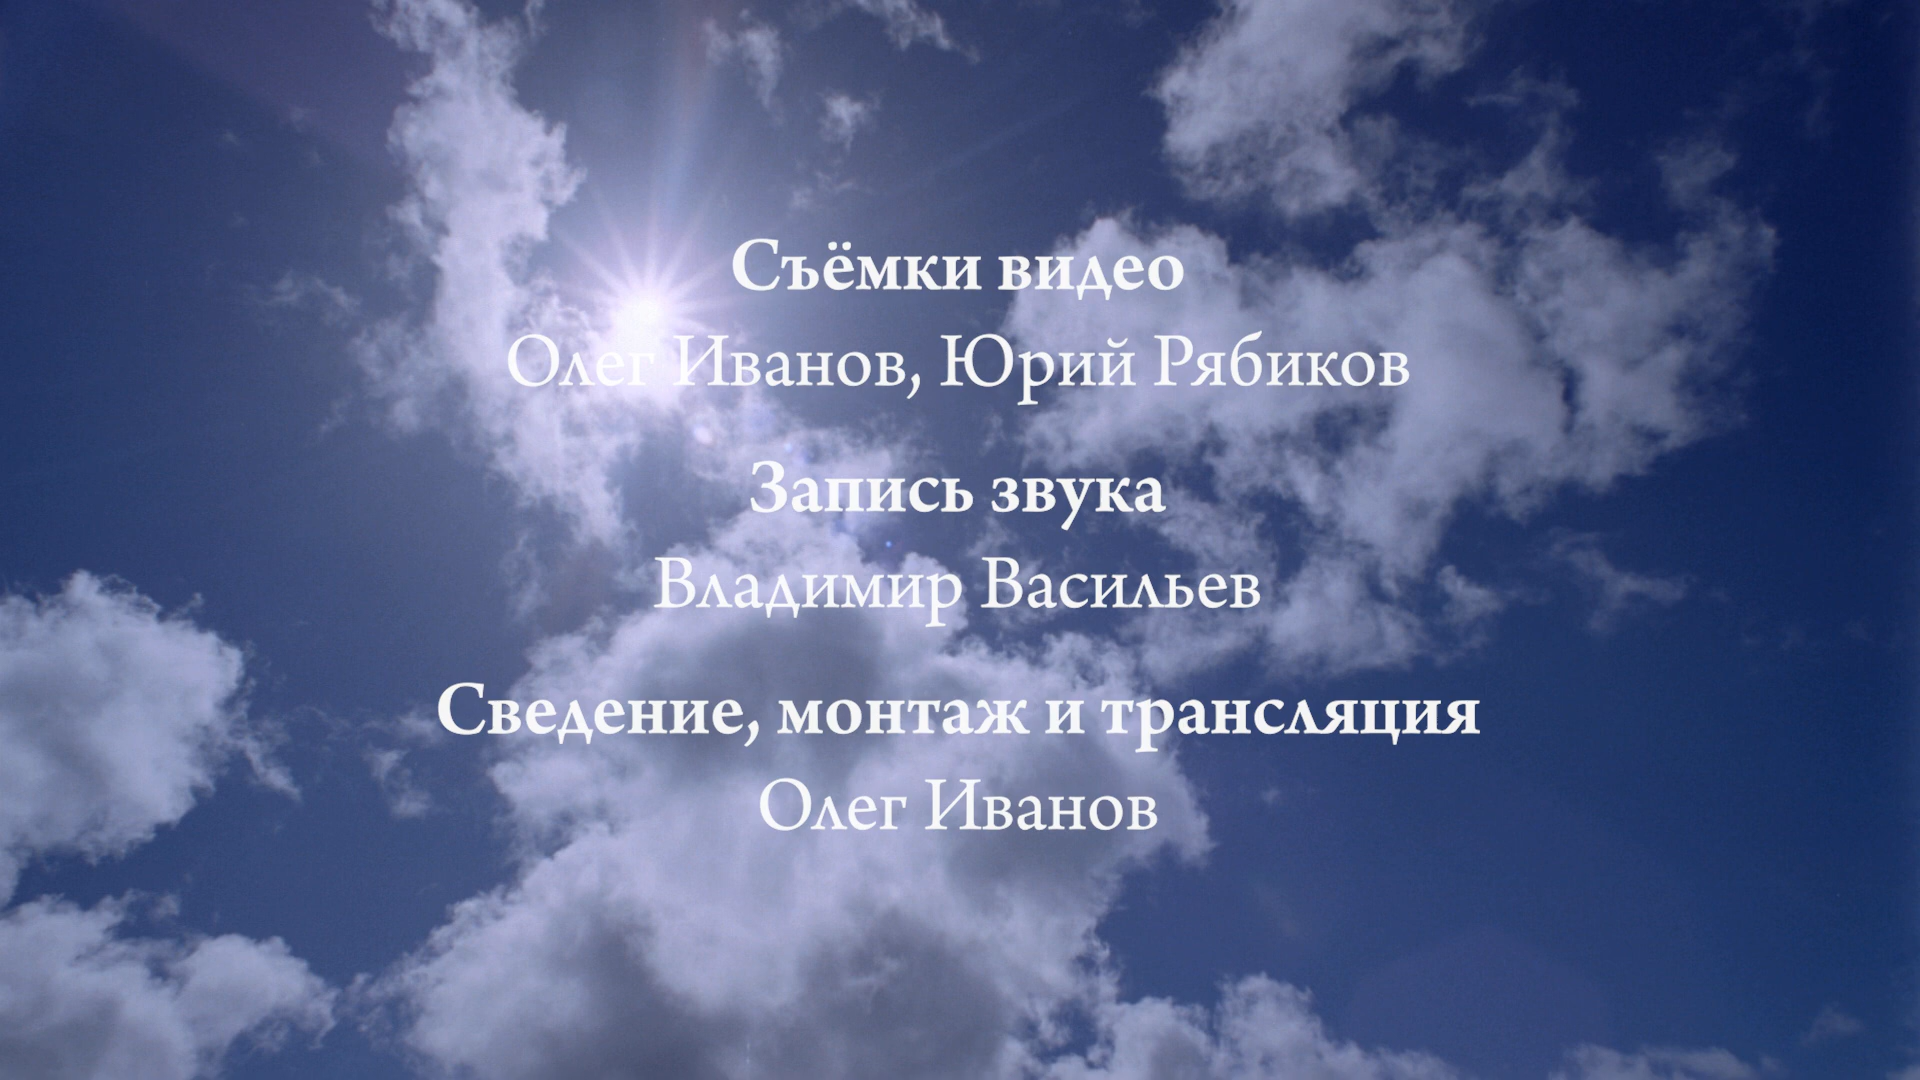 Съёмки видео
Олег Иванов, Юрий Рябиков
Запись звука
Владимир Васильев
Сведение, монтаж и трансляция
Олег Иванов